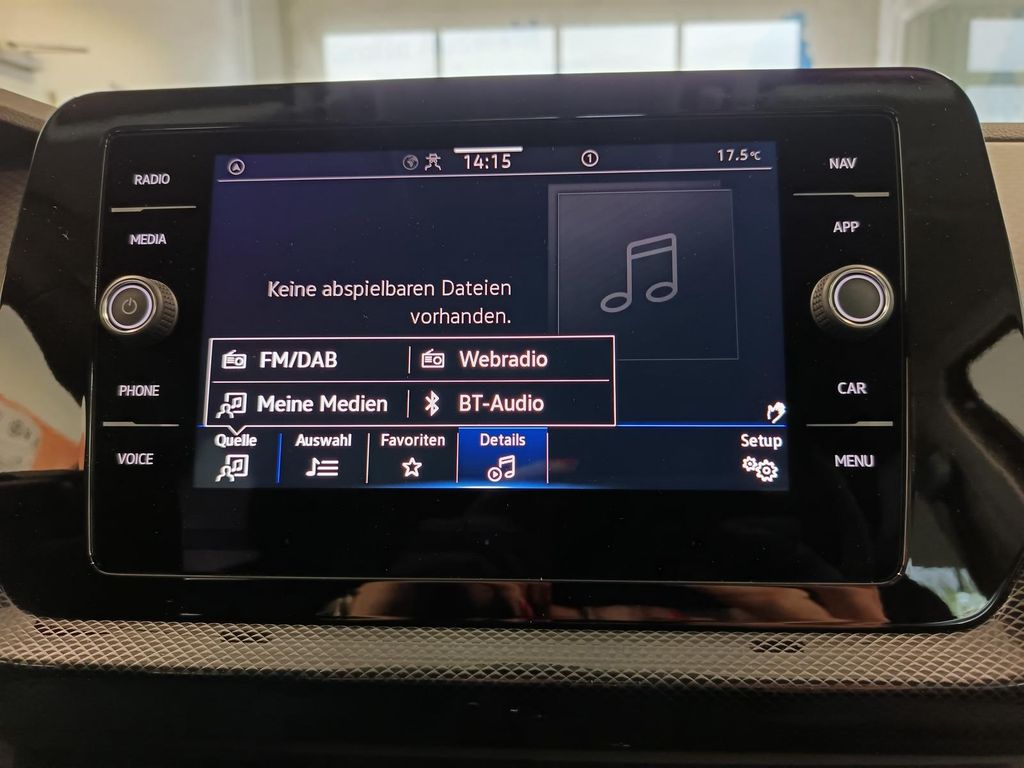 RADIO
MEDIA
PHONE
VOICE
14:15
1
17.5°C
Keine abspielbaren Dateien
vorhanden.
FM/DAB
Webradio
Meine Medien
BT-Audio
Quelle
Auswahl
Favoriten
Details
Setup
NAV
APP
CAR
MENU